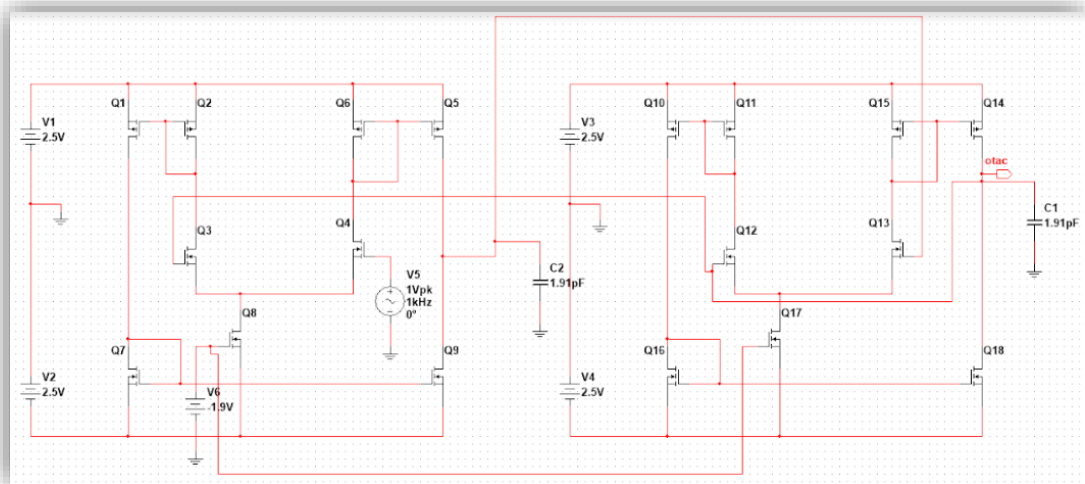 Q1
Q2
Q6
Q5
Q10
Q11
Q15
Q14
V1
2.5V
V3
2.5V
otac
C1
1.91pF
Q3
Q4
Q12
Q13
C2
1.91pF
V5
1Vpk
1kHz
0°
Q8
Q17
Q7
Q9
Q16
Q18
V2
2.5V
V6
-1.9V
V4
2.5V